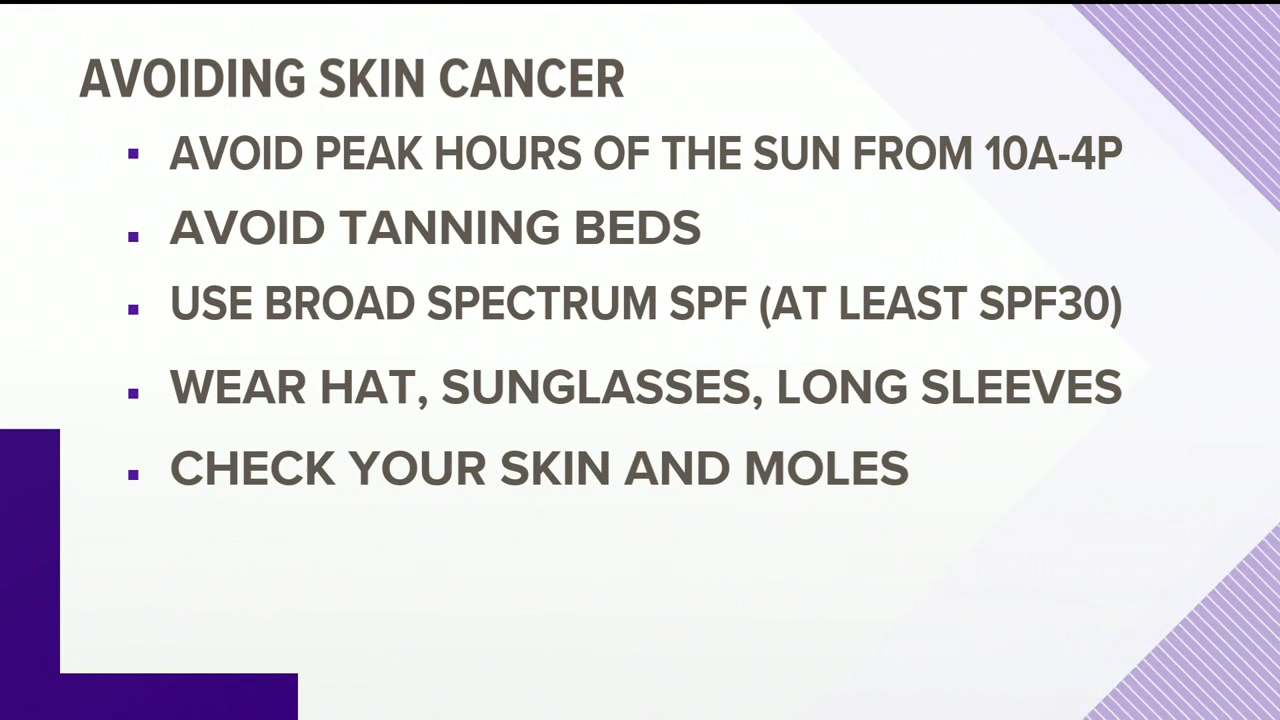 AVOIDING SKIN CANCER
AVOID PEAK HOURS OF THE SUN FROM 10A-4P
AVOID TANNING BEDS
USE BROAD SPECTRUM SPF (AT LEAST SPF30)
WEAR HAT, SUNGLASSES, LONG SLEEVES
CHECK YOUR SKIN AND MOLES